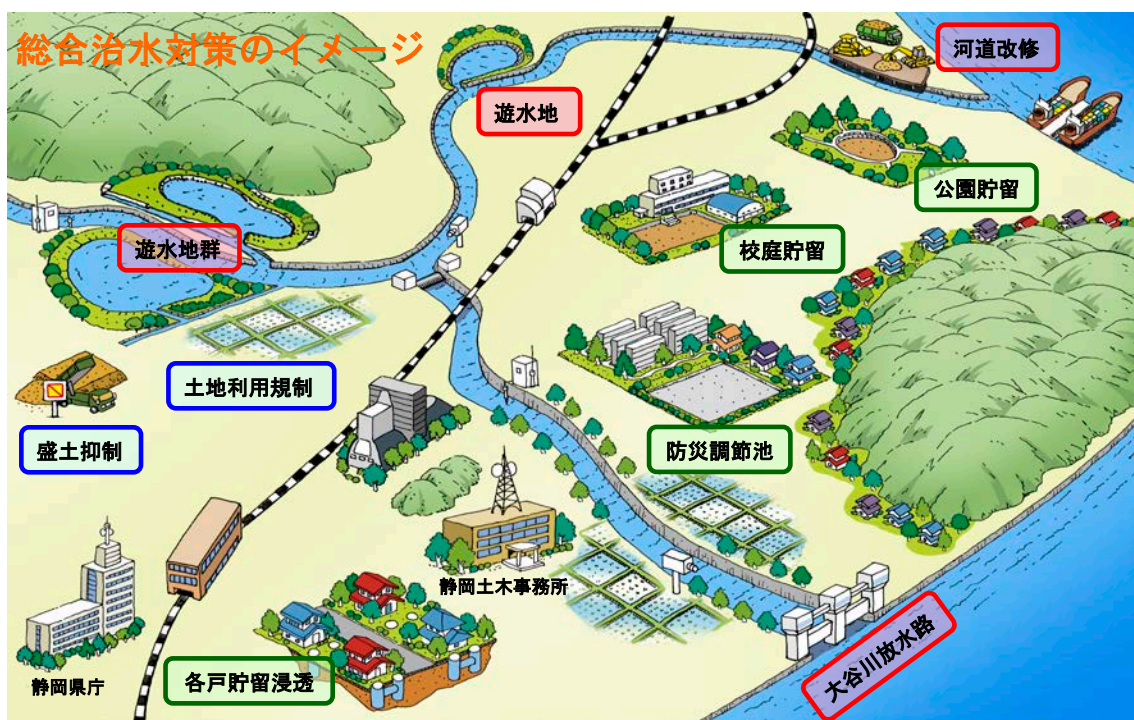 総合治水対策のイメージ
河道改修
遊水地
公園貯留
校庭貯留
遊水地群
土地利用規制
盛土抑制
防災調節池
静岡土木事務所
大谷川放水路
各戸貯留浸透
静岡県庁